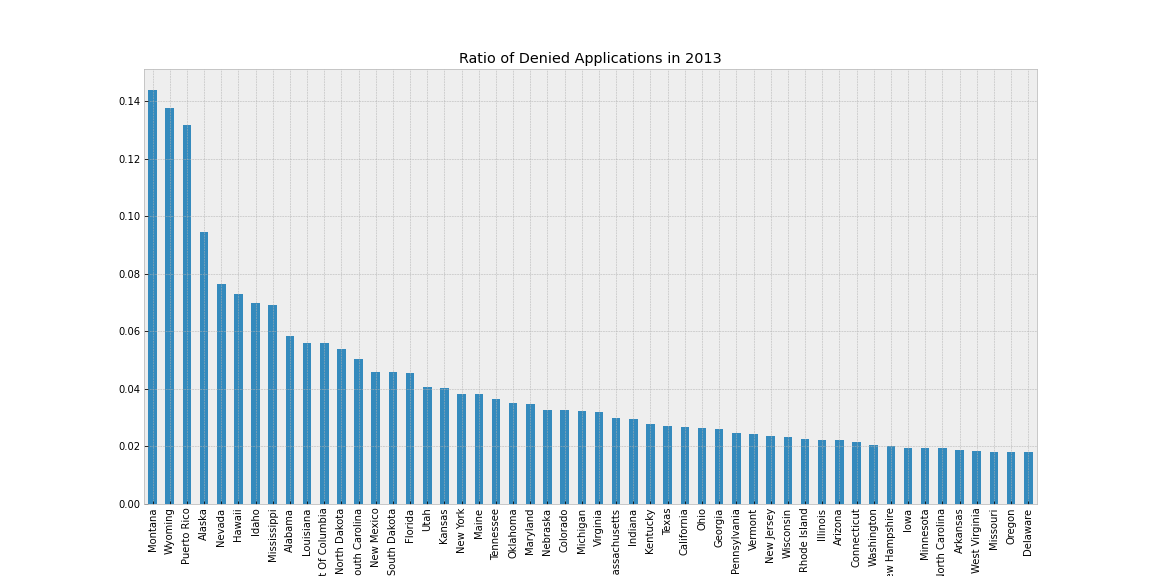 Ratio of Denied Applications in 2013
0.14
0.12
0.10
0.08
0.06
0.04
0.02
0.00
Montana
Wyoming
Puerto Rico
Alaska
Nevada
Hawaii
Idaho
Mississippi
Alabama
Louisiana
t Of Columbia
North Dakota
outh Carolina
New Mexico
South Dakota
Florida
Utah
Kansas
New York
Maine
Tennessee
Oklahoma
Maryland
Nebraska
Colorado
Michigan
Virginia
assachusetts
Indiana
Kentucky
Texas
California
Ohio
Georgia
Pennsylvania
Vermont
New Jersey
Wisconsin
Rhode Island
Illinois
Arizona
Connecticut
Washington
ew Hampshire
Iowa
Minnesota
North Carolina
Arkansas
West Virginia
Missouri
Oregon
Delaware